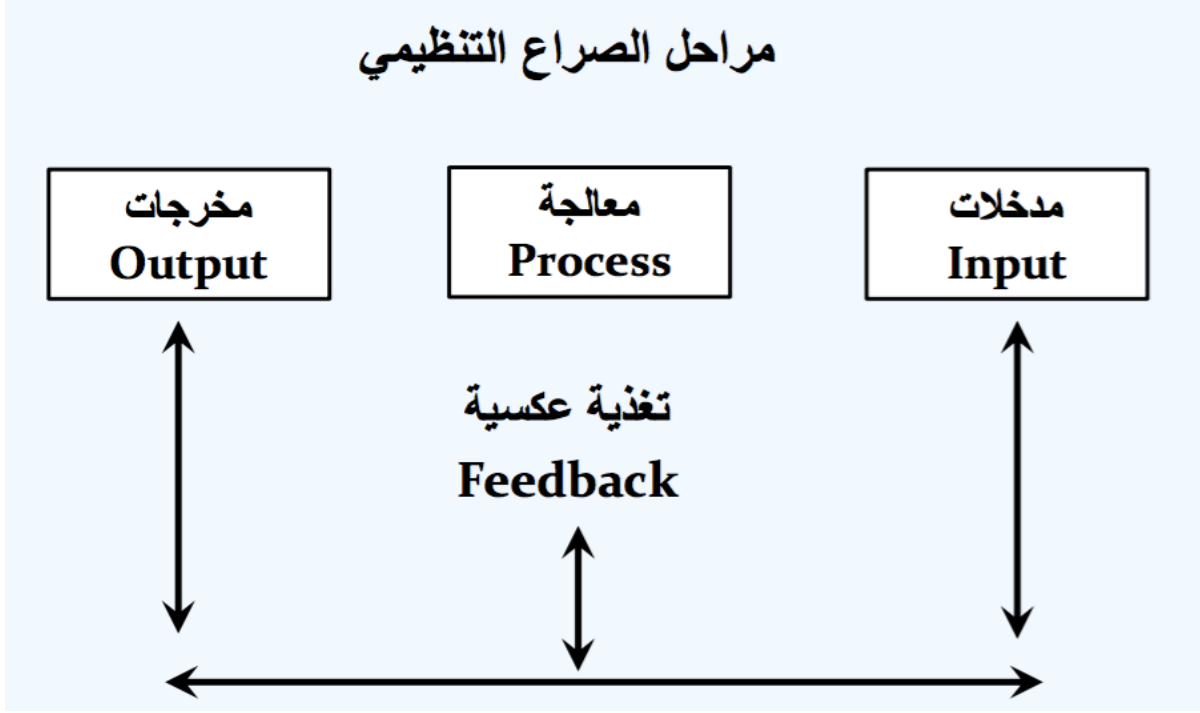 مراحل الصراع التنظيمي
مدخلات
Input
معالجة
Process
مخرجات
Output
تغذية عكسية
Feedback